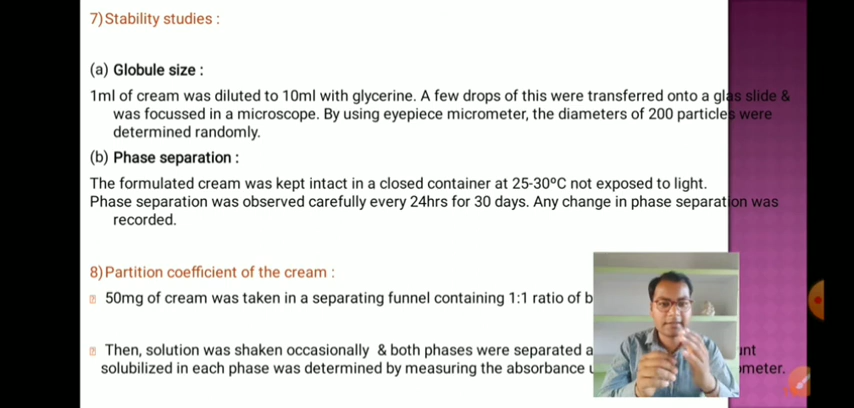 7)Stability studies :
(a) Globule size :
1ml of cream was diluted to 10ml with glycerine. A few drops of this were transferred onto a glas slide &
was focussed in a microscope. By using eyepiece micrometer, the diameters of 200 particles were
determined randomly.
(b) Phase separation :
The formulated cream was kept intact in a closed container at 25-30ºC not exposed to light.
Phase separation was observed carefully every 24hrs for 30 days. Any change in phase separation was
recorded.
8)Partition coefficient of the cream :
50mg of cream was taken in a separating funnel containing 1:1 ratio of
Then, solution was shaken occasionally & both phases were separated
solubilized in each phase was determined by measuring the absorbance